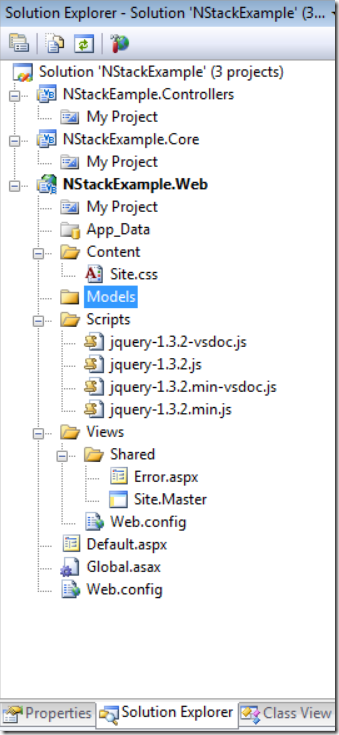 Solution Explorer - Solution 'NStackExample' (3...
Solution 'NStackExample' (3 projects)
NStackEample.Controllers
My Project
NStackExample.Core
My Project
NStackExample.Web
My Project
App_Data
Content
Site.css
Models
Scripts
jquery-1.3.2-vsdoc.js
jquery-1.3.2.js
jquery-1.3.2.min-vsdoc.js
jquery-1.3.2.min.js
Views
Shared
Error.aspx
Site.Master
Web.config
Default.aspx
Global.asax
Web.config
Properties Solution Explorer Class View